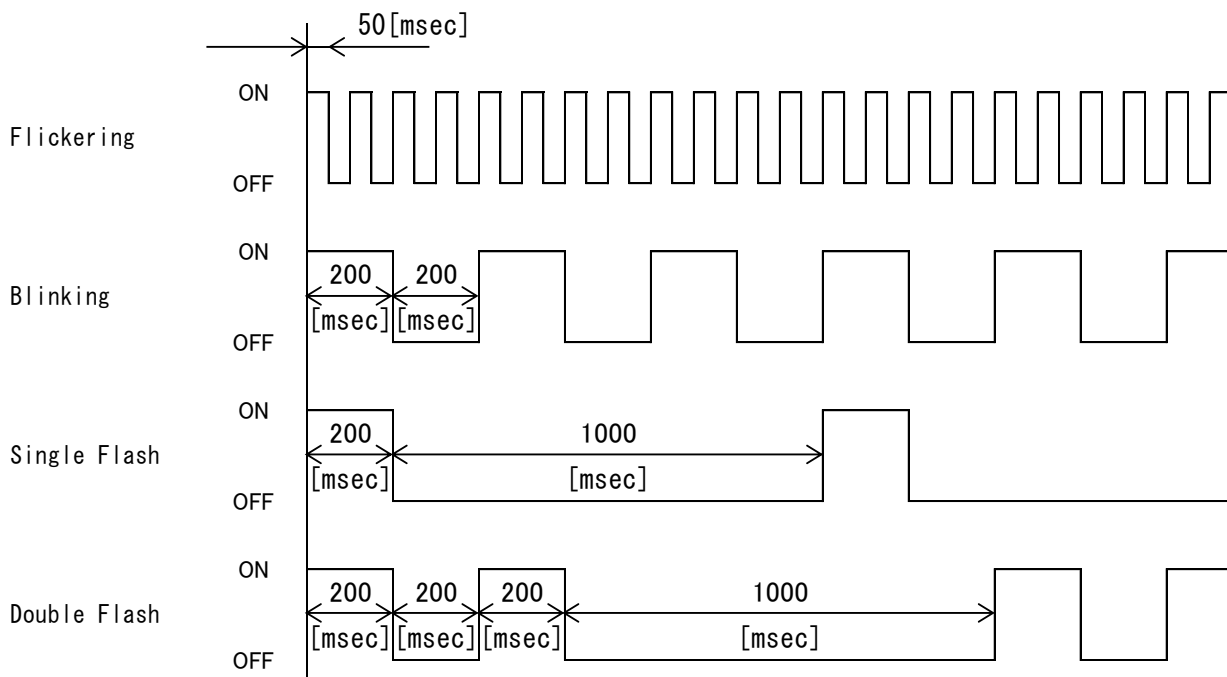 50[msec]
ON
Flickering
OFF
ON
200 200
Blinking
[msec] [msec]
OFF
ON
200 1000
Single Flash
[msec] [msec]
OFF
ON
200 200 200 1000
Double Flash
[msec] [msec] [msec] [msec]
OFF